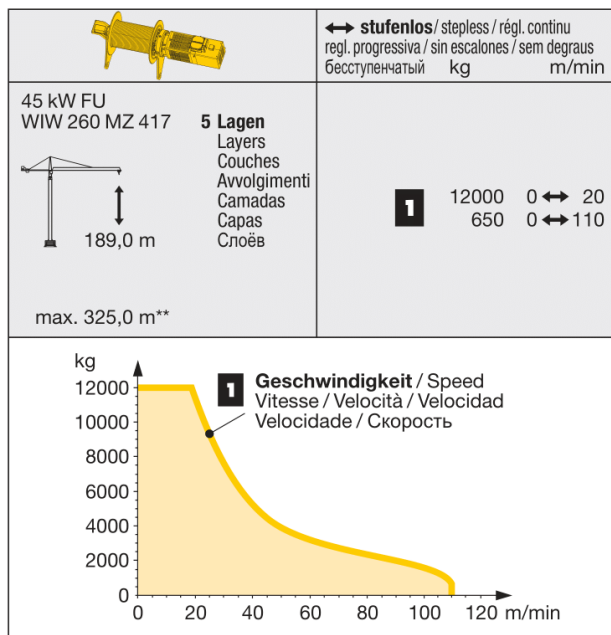 ↔ stufenlos / stepless / régl. continu
regl. progressiva / sin escalones / sem degraus
бесступенчатый kg m/min
45 kW FU
WIW 260 MZ 417 5 Lagen
Layers
Couches
Avvolgimenti
Camadas
Capas
Слоёв
189,0 m
max. 325,0 m**
1 12000 0 ↔ 20
650 0 ↔ 110
kg
1 Geschwindigkeit / Speed
Vitesse / Velocità / Velocidad
Velocidade / Скорость
12000
10000
8000
6000
4000
2000
0
0 20 40 60 80 100 120 m/min